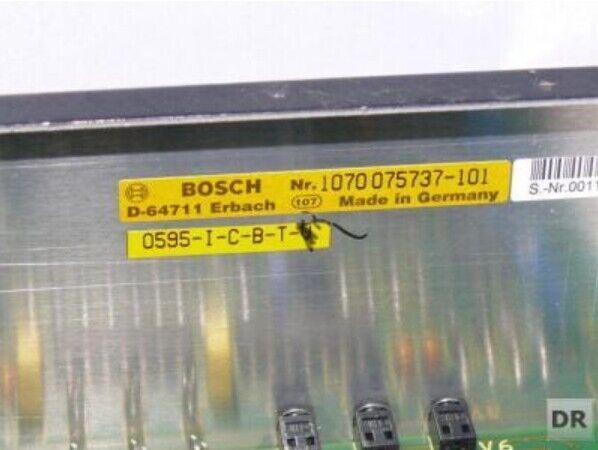 BOSCH Nr. 1070 075737-101
D-64711 Erbach 107 Made in Germany
0595-I-C-B-T-
S.-Nr.0011
DR